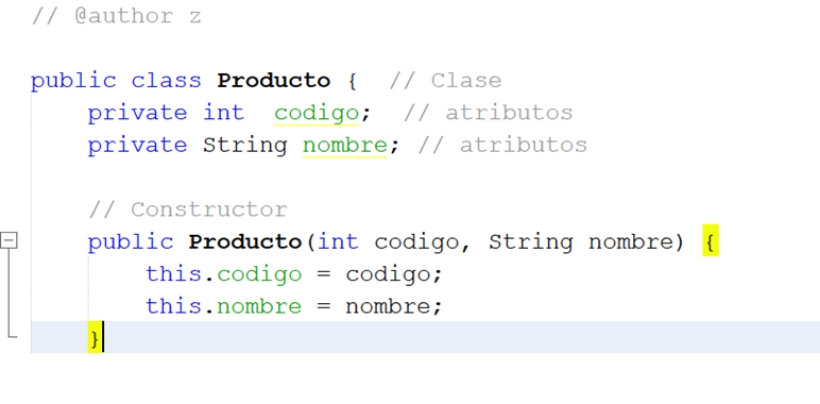 // @author z
public class Producto {  // Clase
private int  codigo;  // atributos
private String nombre; // atributos
// Constructor
public Producto(int codigo, String nombre) {
this.codigo = codigo;
this.nombre = nombre;
}